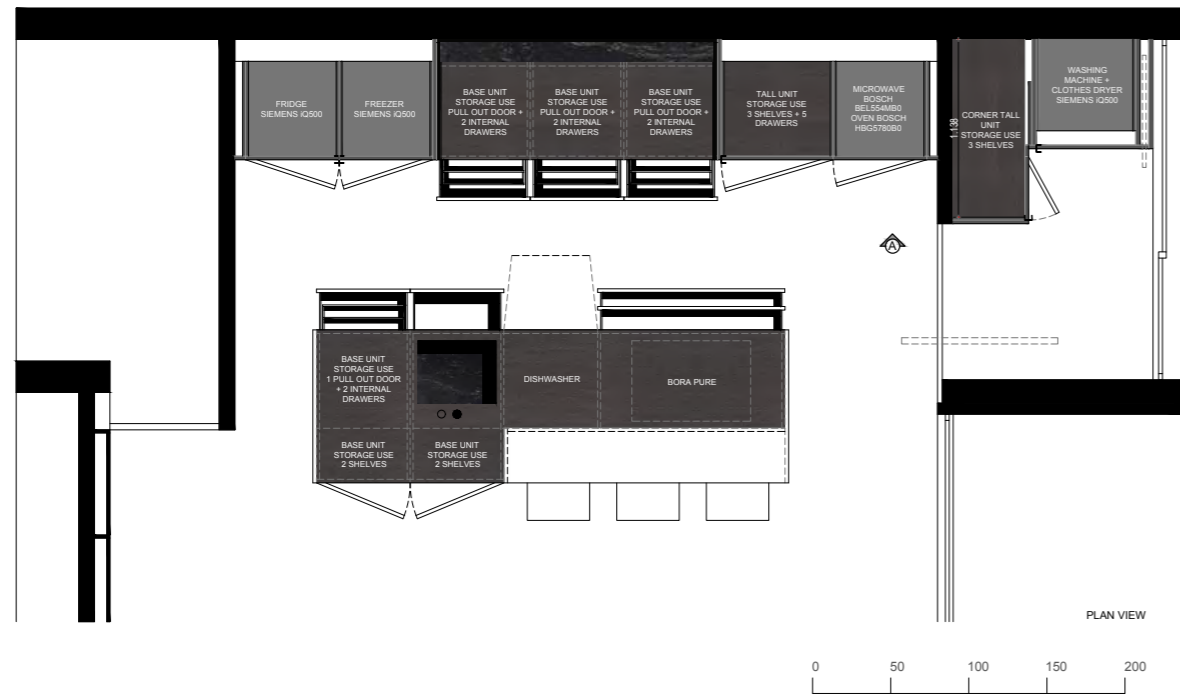 FRIDGE
SIEMENS iQ500
FREEZER
SIEMENS iQ500
BASE UNIT
STORAGE USE
PULL OUT DOOR +
2 INTERNAL
DRAWERS
BASE UNIT
STORAGE USE
PULL OUT DOOR +
2 INTERNAL
DRAWERS
BASE UNIT
STORAGE USE
PULL OUT DOOR +
2 INTERNAL
DRAWERS
TALL UNIT
STORAGE USE
3 SHELVES + 5
DRAWERS
MICROWAVE
BOSCH
BEL554MB0
OVEN BOSCH
HBG5780B0
1.138
CORNER TALL
UNIT
STORAGE USE
3 SHELVES
WASHING
MACHINE +
CLOTHES DRYER
SIEMENS iQ500
A
BASE UNIT
STORAGE USE
1 PULL OUT DOOR
+ 2 INTERNAL
DRAWERS
DISHWASHER
BORA PURE
BASE UNIT
STORAGE USE
2 SHELVES
BASE UNIT
STORAGE USE
2 SHELVES
PLAN VIEW
0 50 100 150 200